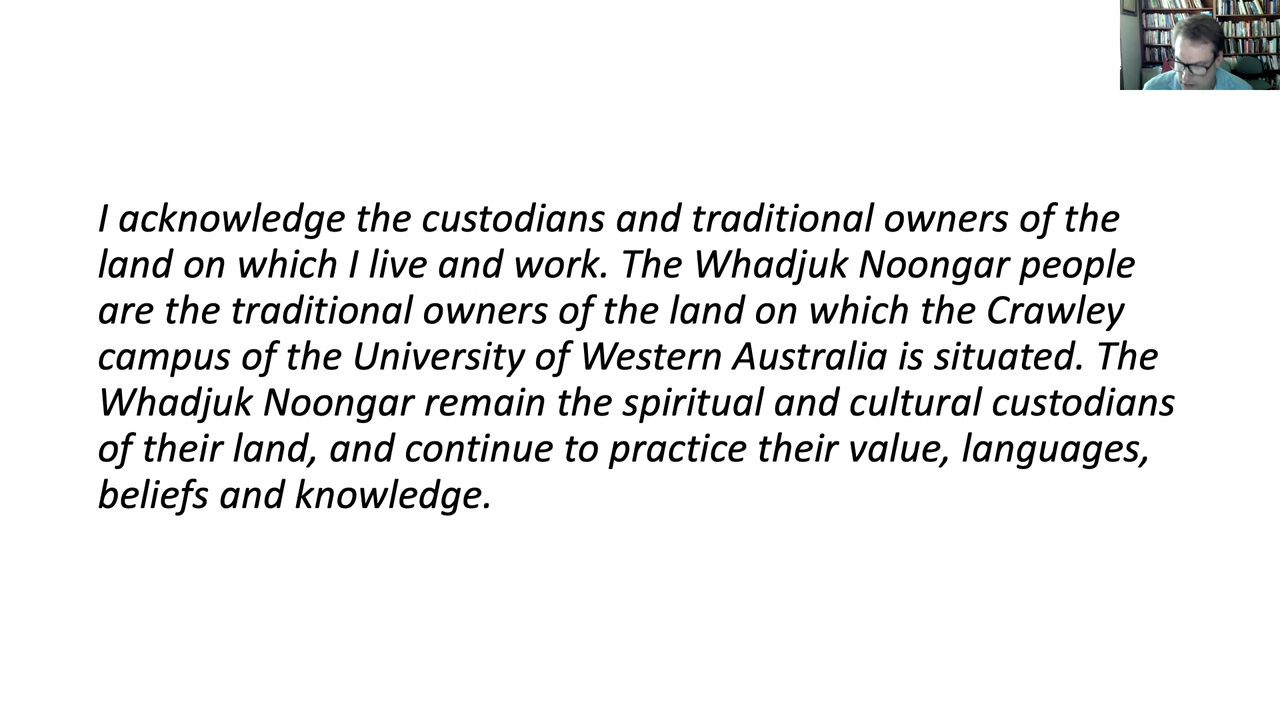 I acknowledge the custodians and traditional owners of the
land on which I live and work. The Whadjuk Noongar people
are the traditional owners of the land on which the Crawley
campus of the University of Western Australia is situated. The
Whadjuk Noongar remain the spiritual and cultural custodians
of their land, and continue to practice their value, languages,
beliefs and knowledge.